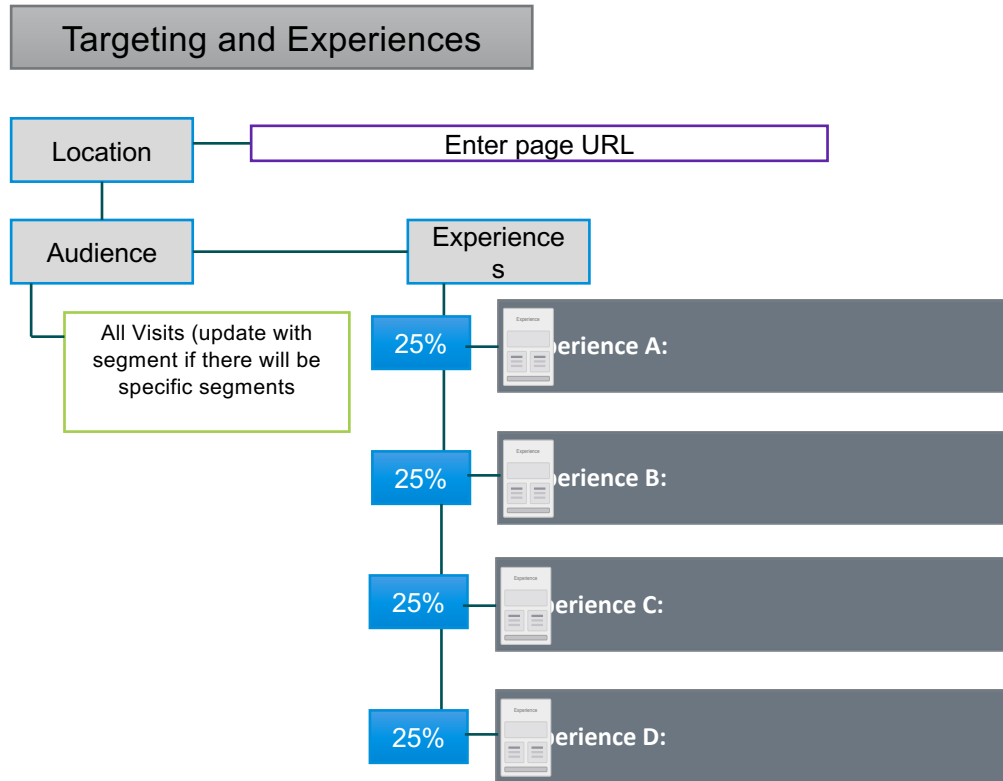 Targeting and Experiences
Location
Enter page URL
Audience
Experience
s
All Visits (update with
segment if there will be
specific segments
25%
Experience
perience A:
25%
Experience
perience B:
25%
Experience
perience C:
25%
Experience
perience D: